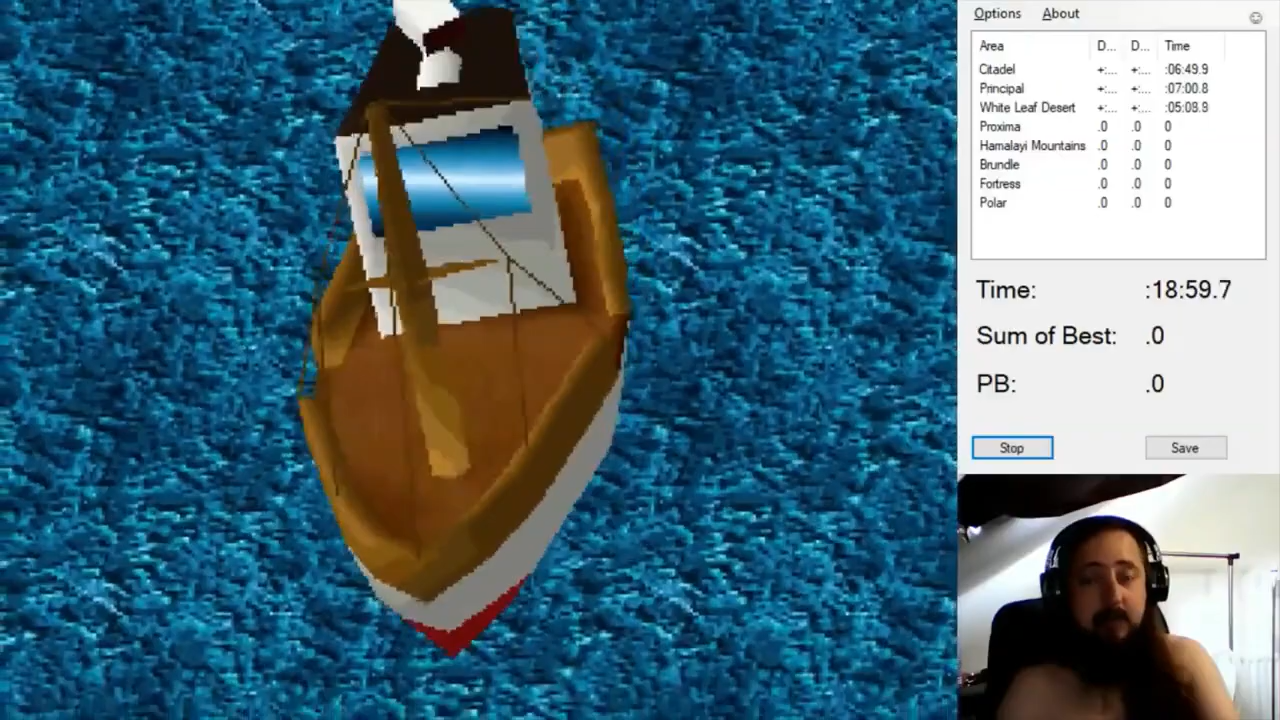 Options About
Area D... D... Time
Citadel +:... +:... :06:49.9
Principal +:... +:... :07:00.8
White Leaf Desert +:... +:... :05:08.9
Proxima .0 .0 0
Hamalayi Mountains .0 .0 0
Brundle .0 .0 0
Fortress .0 .0 0
Polar .0 .0 0
Time: :18:59.7
Sum of Best: .0
PB: .0
Stop Save